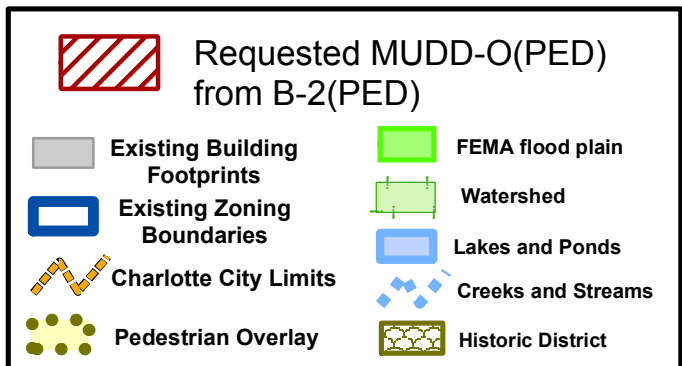 Requested MUDD-O(PED)
from B-2(PED)
Existing Building
Footprints
Existing Zoning
Boundaries
Charlotte City Limits
Pedestrian Overlay
FEMA flood plain
Watershed
Lakes and Ponds
Creeks and Streams
Historic District